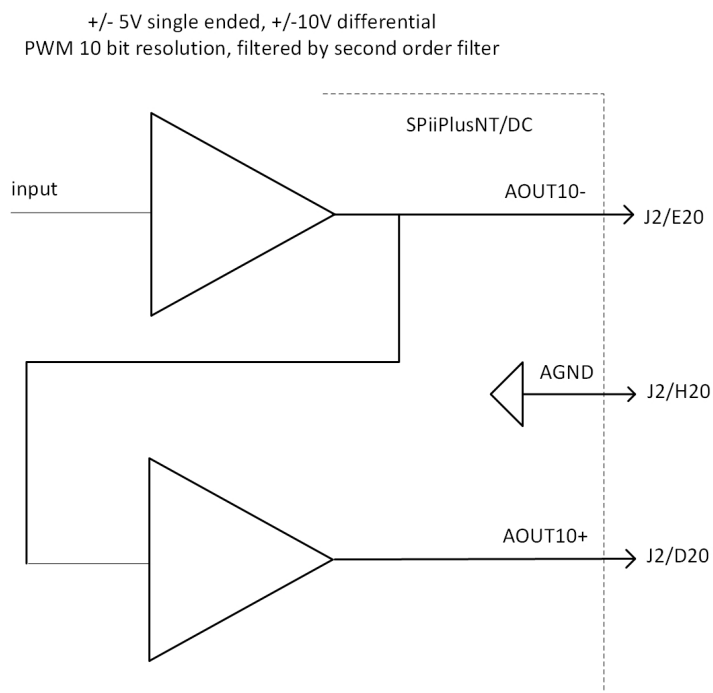 +/- 5V single ended, +/-10V differential
PWM 10 bit resolution, filtered by second order filter
SPiiPlusNT/DC
input
AOUT10-
J2/E20
AGND
J2/H20
AOUT10+
J2/D20